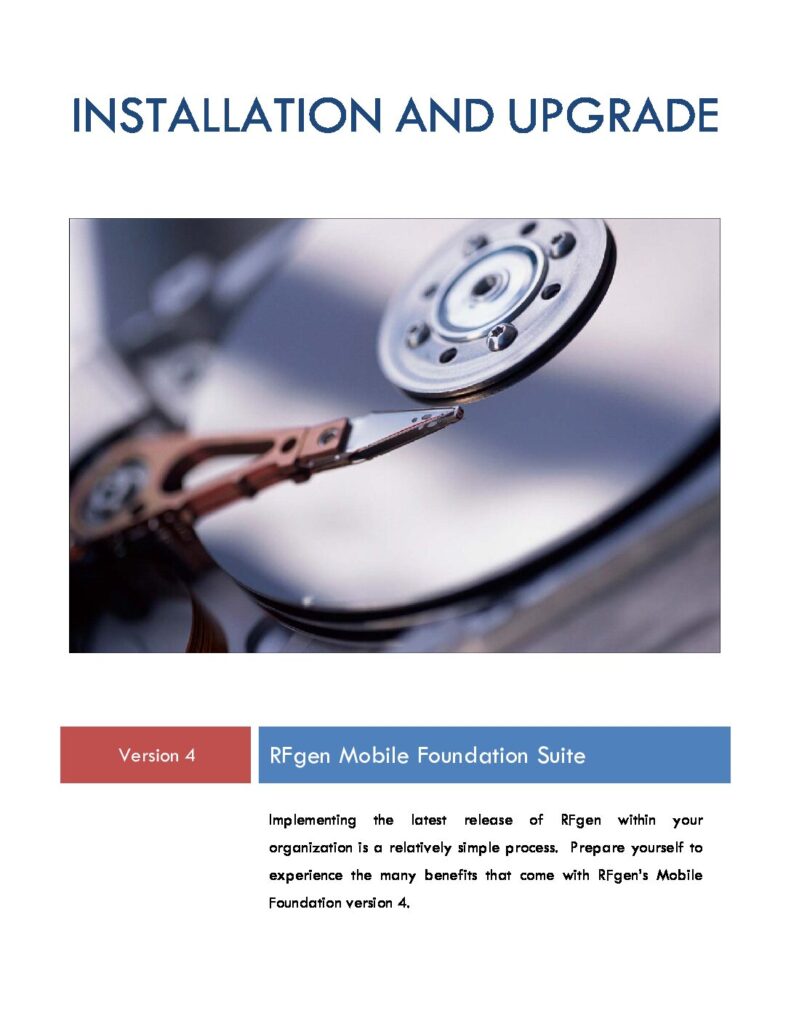 INSTALLATION AND UPGRADE
Version 4
RFgen Mobile Foundation Suite
Implementing the latest release of RFgen within your
organization is a relatively simple process. Prepare yourself to
experience the many benefits that come with RFgen's Mobile
Foundation version 4.